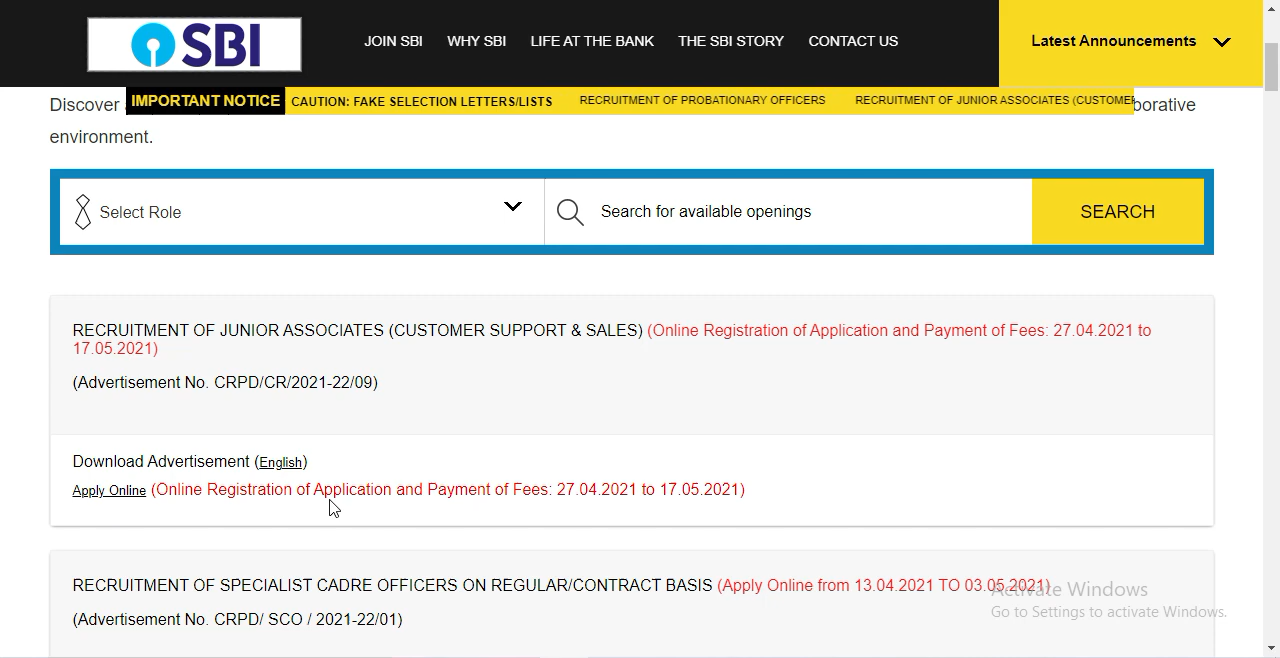 SBI
JOIN SBI
WHY SBI
LIFE AT THE BANK
THE SBI STORY
CONTACT US
Latest Announcements
IMPORTANT NOTICE
CAUTION: FAKE SELECTION LETTERS/LISTS
RECRUITMENT OF PROBATIONARY OFFICERS
RECRUITMENT OF JUNIOR ASSOCIATES (CUSTOMER
Discover
environment.
Select Role
Search for available openings
SEARCH
RECRUITMENT OF JUNIOR ASSOCIATES (CUSTOMER SUPPORT & SALES) (Online Registration of Application and Payment of Fees: 27.04.2021 to
17.05.2021)
(Advertisement No. CRPD/CR/2021-22/09)
Download Advertisement (English)
Apply Online (Online Registration of Application and Payment of Fees: 27.04.2021 to 17.05.2021)
RECRUITMENT OF SPECIALIST CADRE OFFICERS ON REGULAR/CONTRACT BASIS (Apply Online from 13.04.2021 TO 03.05.2021)
Activate Windows
Go to Settings to activate Windows.
(Advertisement No. CRPD/ SCO / 2021-22/01)